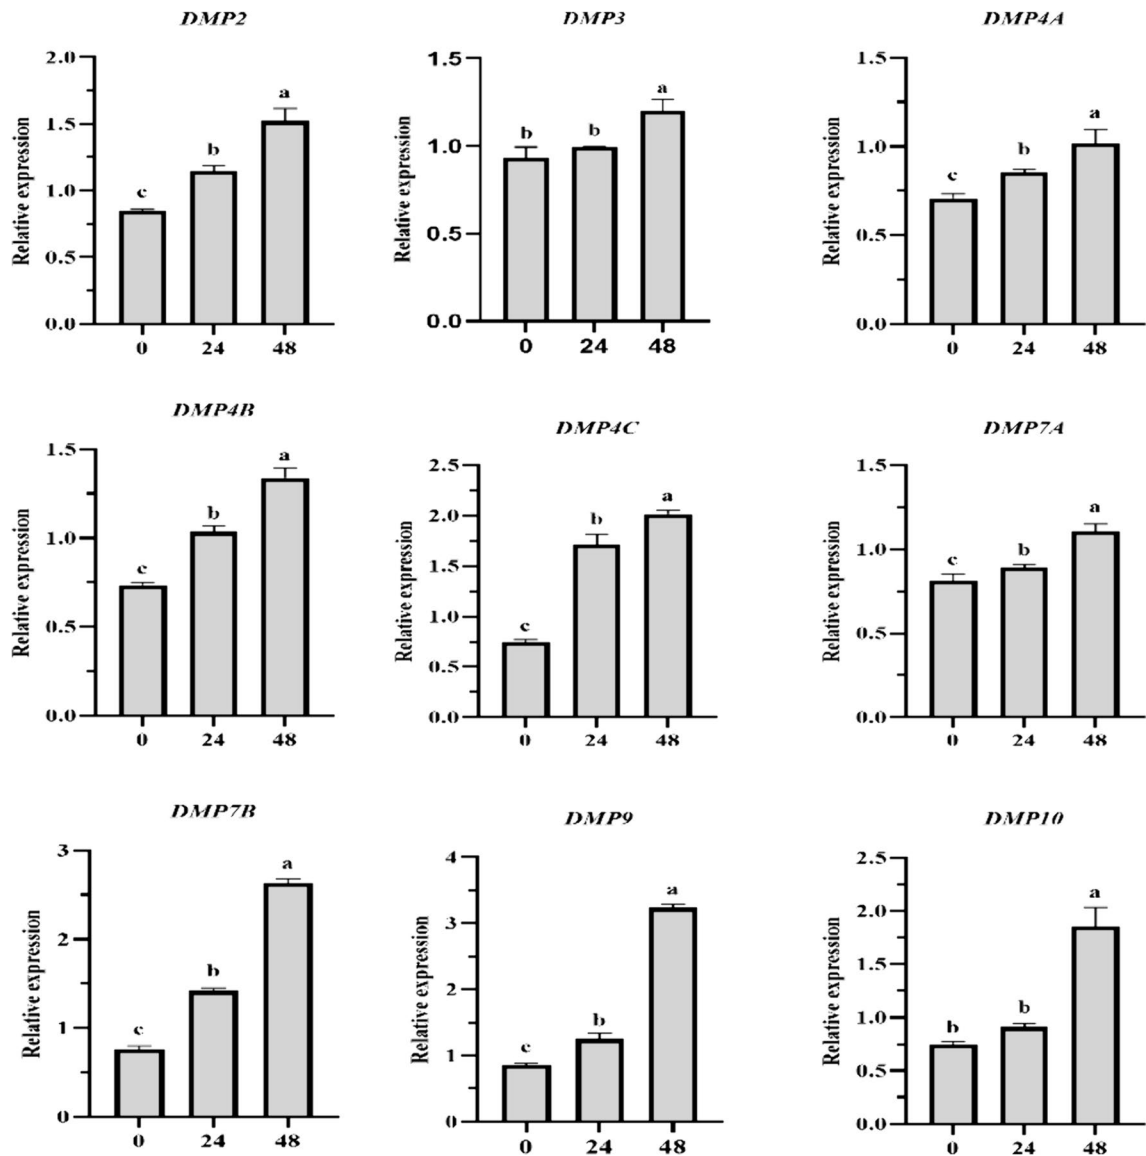 DMP2
DMP3
DMP4A
Relative expression
2.0
1.5
1.0
0.5
0.0
c
b
a
0 24 48
Relative expression
1.5
1.0
0.5
0.0
b
b
a
0 24 48
Relative expression
1.5
1.0
0.5
0.0
c
b
a
0 24 48
DMP4B
DMP4C
DMP7A
Relative expression
1.5
1.0
0.5
0.0
c
b
a
0 24 48
Relative expression
2.5
2.0
1.5
1.0
0.5
0.0
c
b
a
0 24 48
Relative expression
1.5
1.0
0.5
0.0
c
b
a
0 24 48
DMP7B
DMP9
DMP10
Relative expression
3
2
1
0
c
b
a
0 24 48
Relative expression
4
3
2
1
0
c
b
a
0 24 48
Relative expression
2.5
2.0
1.5
1.0
0.5
0.0
b
b
a
0 24 48